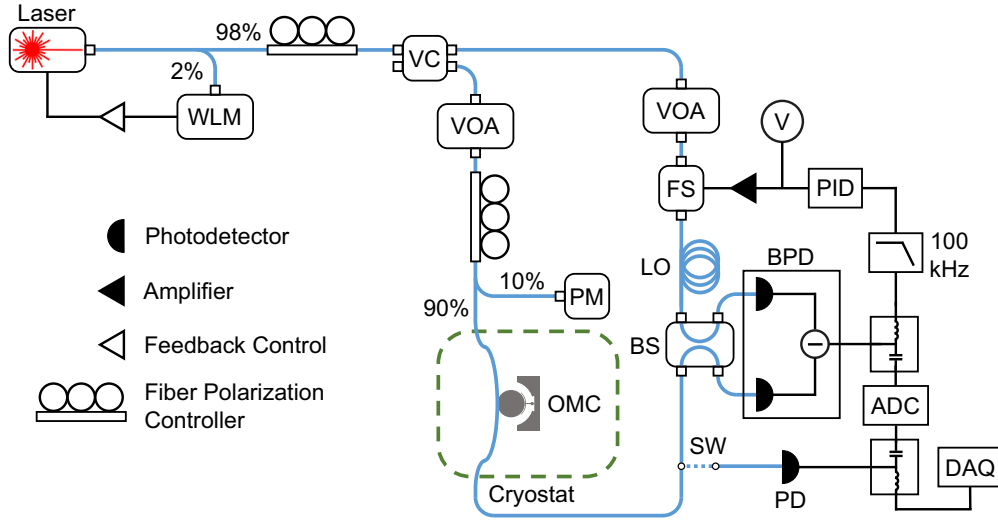 Laser
98%
2%
WLM
VC
VOA
VOA
V
FS
PID
100
kHz
Photodetector
Amplifier
Feedback Control
Fiber Polarization
Controller
LO
BPD
10%
PM
90%
BS
OMC
ADC
SW
PD
DAQ
Cryostat